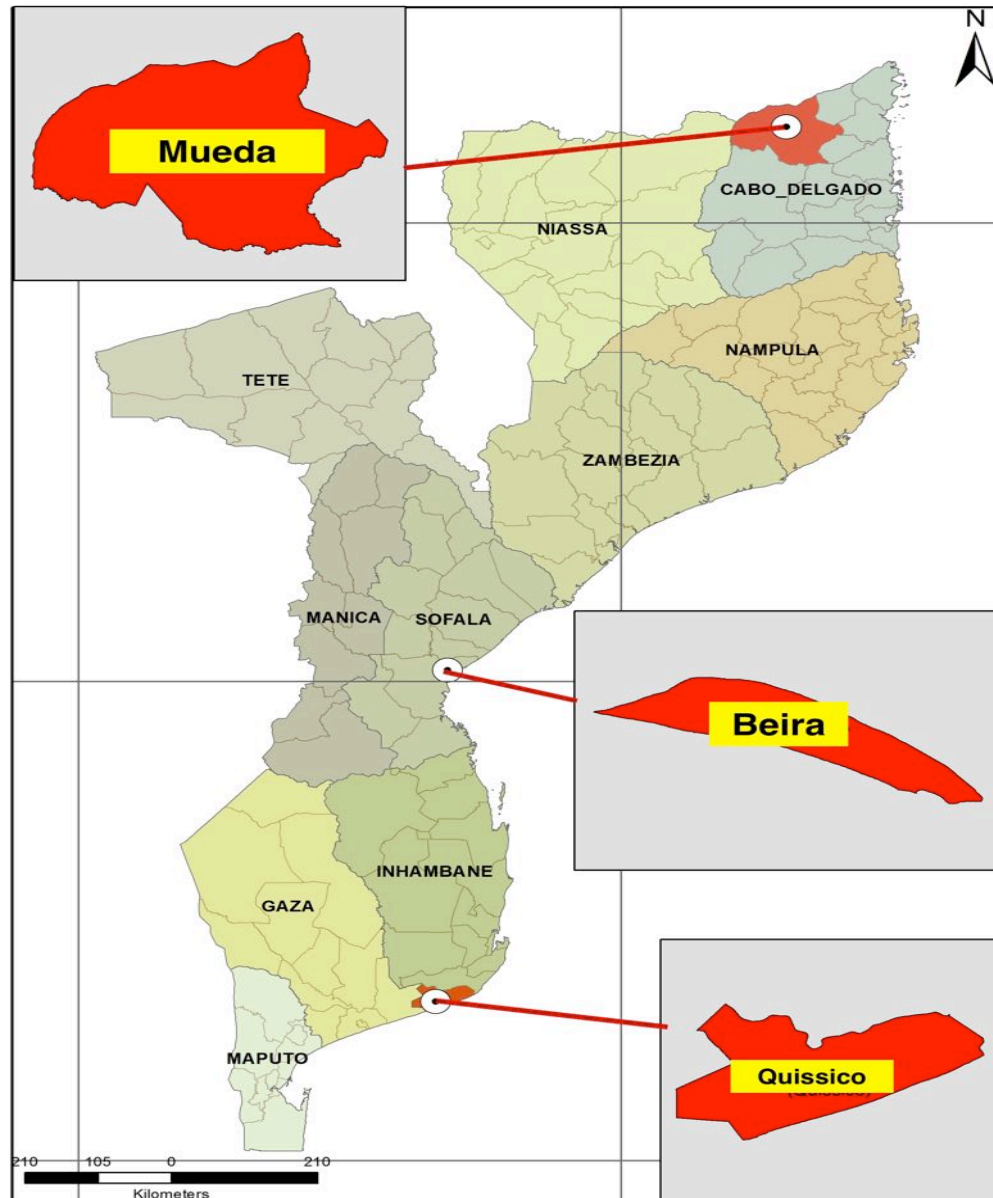 N
Mueda
CABO_DELGADO
NIASSA
NAMPULA
TETE
ZAMBEZIA
MANICA
SOFALA
Beira
INHAMBANE
GAZA
MAPUTO
Quissico
210 105 0 210
Kilometers